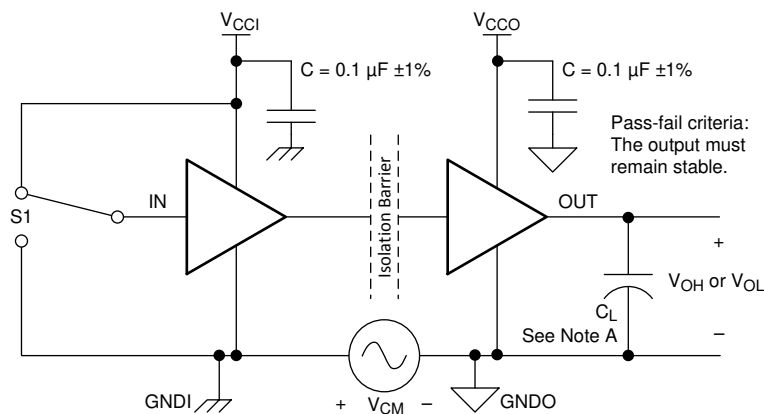 VCCI
VCCO
C = 0.1 µF ±1%
C = 0.1 µF ±1%
Pass-fail criteria:
The output must
remain stable.
Isolation Barrier
IN
OUT
S1
+
VOH or VOL
CL
See Note A
–
GNDI
+ VCM –
GNDO